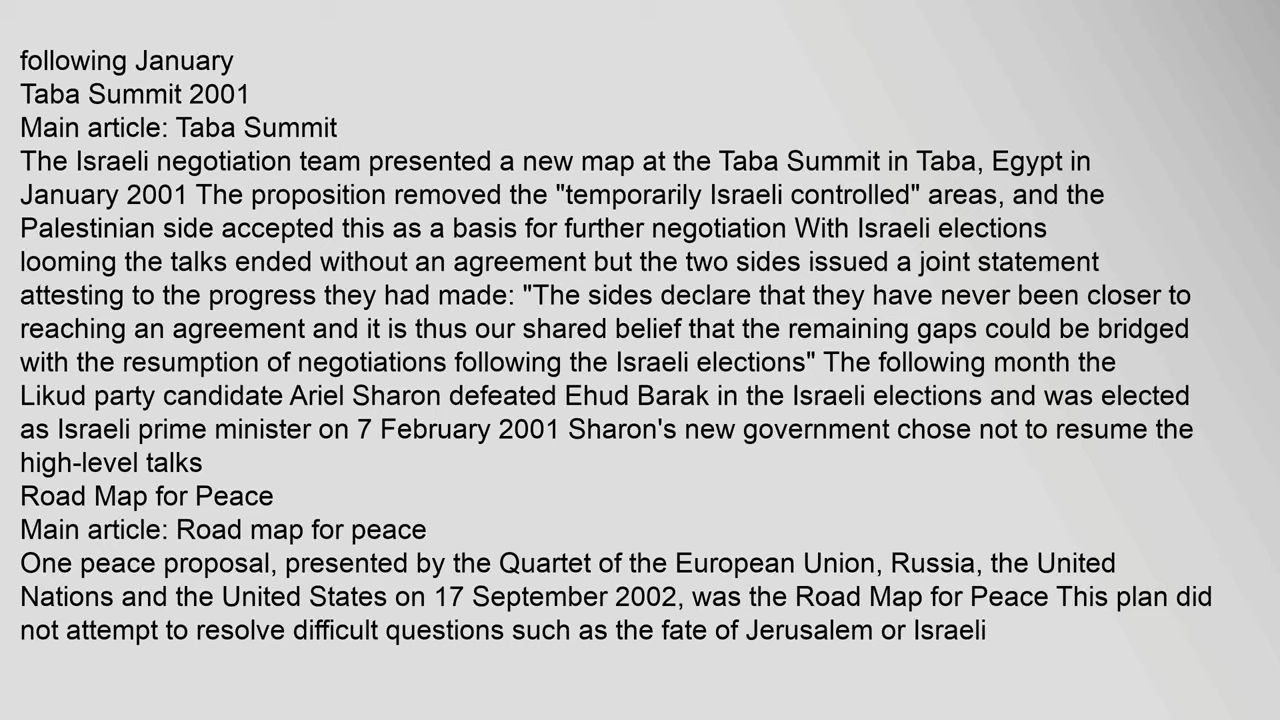 following January
Taba Summit 2001
Main article: Taba Summit
The Israeli negotiation team presented a new map at the Taba Summit in Taba, Egypt in
January 2001 The proposition removed the "temporarily Israeli controlled" areas, and the
Palestinian side accepted this as a basis for further negotiation With Israeli elections
looming the talks ended without an agreement but the two sides issued a joint statement
attesting to the progress they had made: "The sides declare that they have never been closer to
reaching an agreement and it is thus our shared belief that the remaining gaps could be bridged
with the resumption of negotiations following the Israeli elections" The following month the
Likud party candidate Ariel Sharon defeated Ehud Barak in the Israeli elections and was elected
as Israeli prime minister on 7 February 2001 Sharon's new government chose not to resume the
high-level talks
Road Map for Peace
Main article: Road map for peace
One peace proposal, presented by the Quartet of the European Union, Russia, the United
Nations and the United States on 17 September 2002, was the Road Map for Peace This plan did
not attempt to resolve difficult questions such as the fate of Jerusalem or Israeli